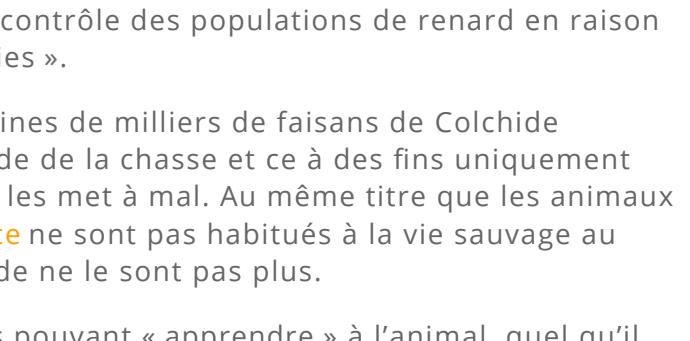 contrôle des populations de renard en raison
ies ».
ines de milliers de faisans de Colchide
de de la chasse et ce à des fins uniquement
les met à mal. Au même titre que les animaux
te ne sont pas habitués à la vie sauvage au
de ne le sont pas plus.
s pouvant « apprendre » à l’animal, quel qu’il